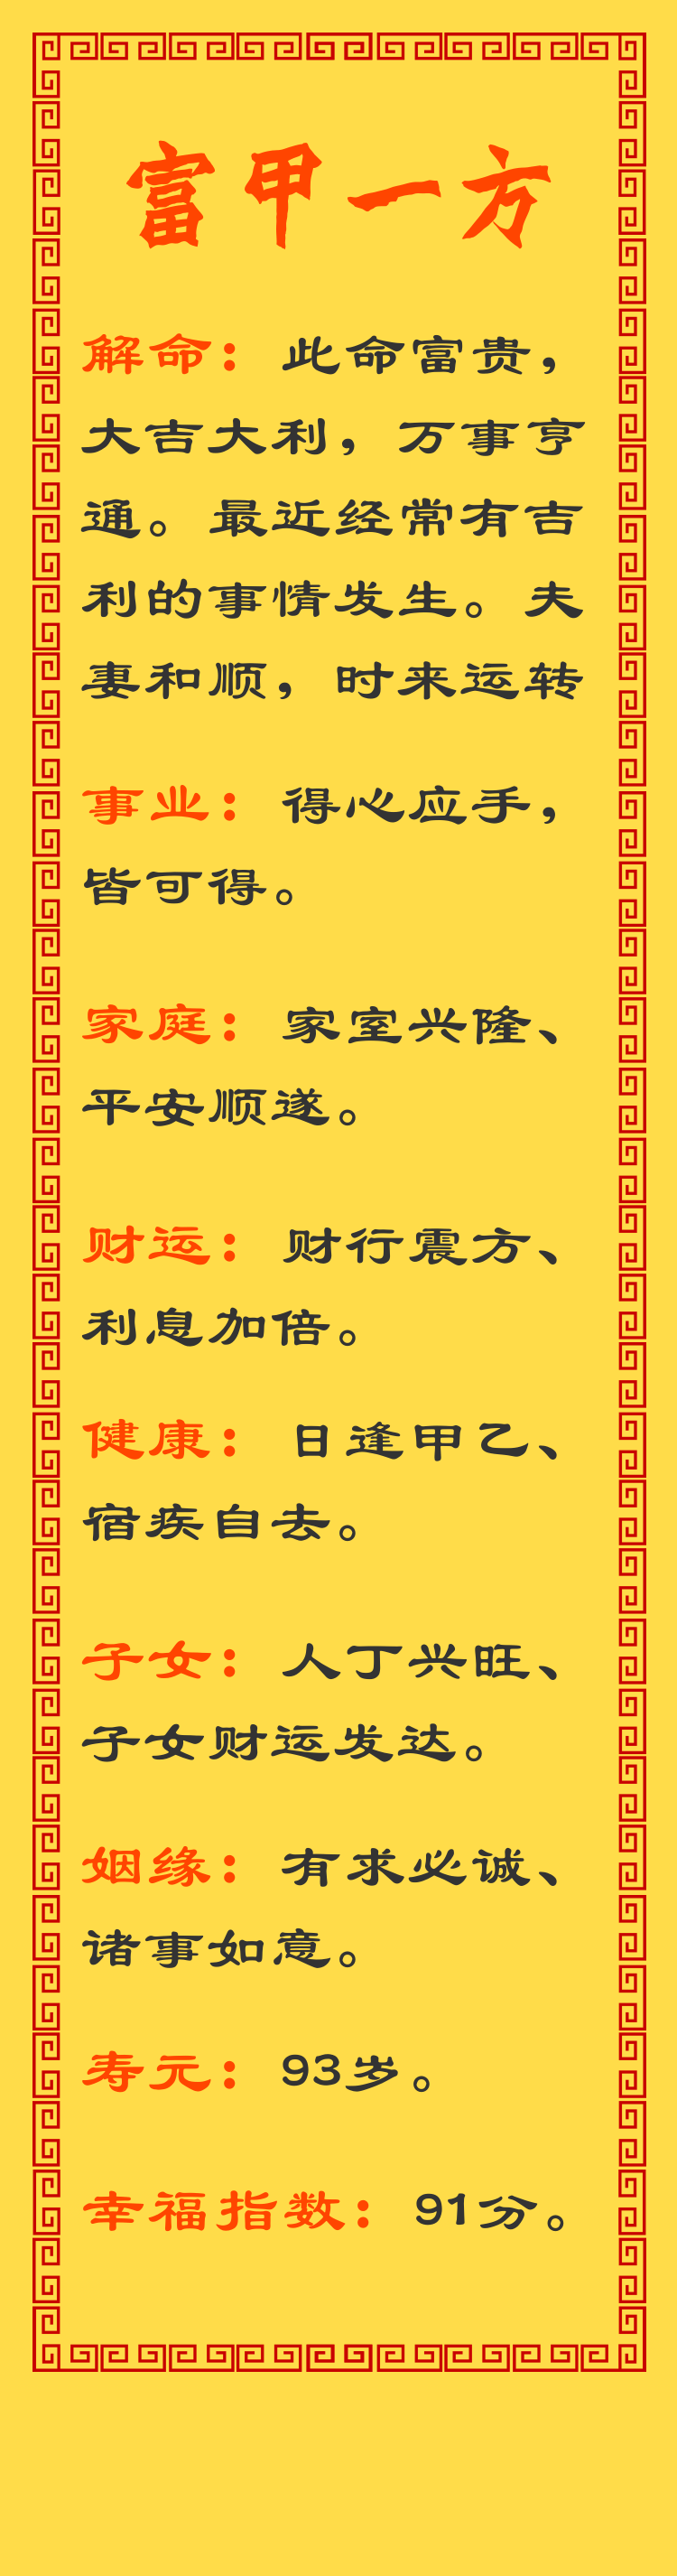 富甲一方
解命：此命富贵，
大吉大利，万事亨
通。最近经常有吉
利的事情发生。夫
妻和顺，时来运转
事业：得心应手，
皆可得。
家庭：家室兴隆、
平安顺遂。
财运：财行震方、
利息加倍。
健康：日逢甲乙、
宿疾自去。
子女：人丁兴旺、
子女财运发达。
姻缘：有求必诚、
诸事如意。
寿元：93岁。
幸福指数：91分。